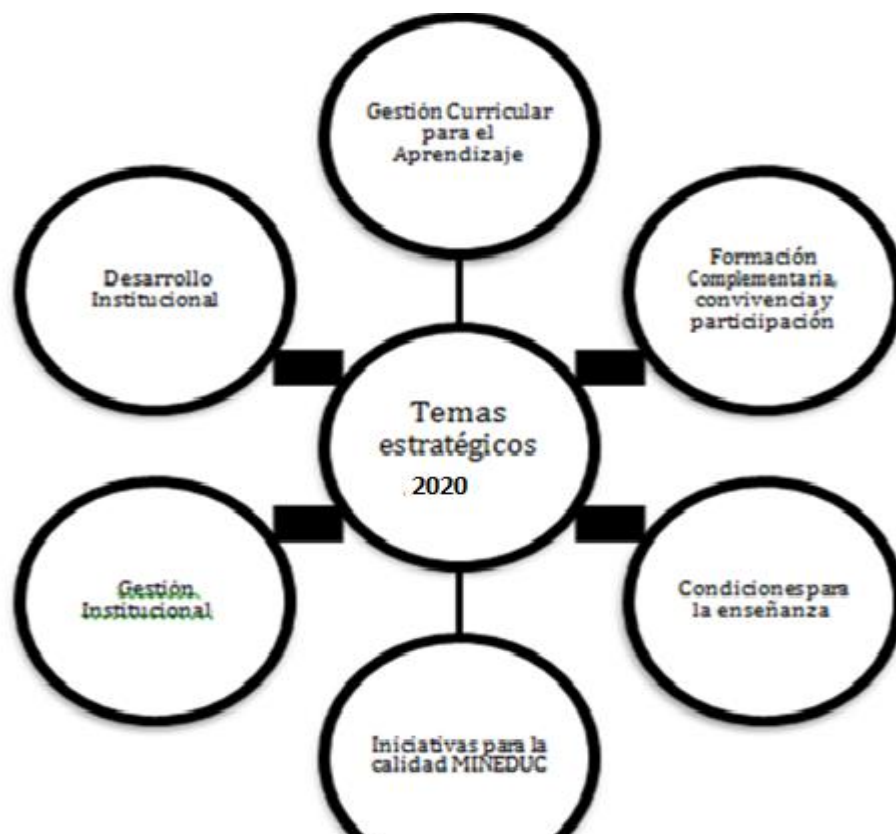 Gestión Curricular
para el
Aprendizaje
Desarrollo
Institucional
Formación
Complementaria,
convivencia y
particiipación
Temas
estratégicos
2020
Gestión
Institucional
Condiciones para
la enseñanza
Iniciativas para la
calidad MINEDUC